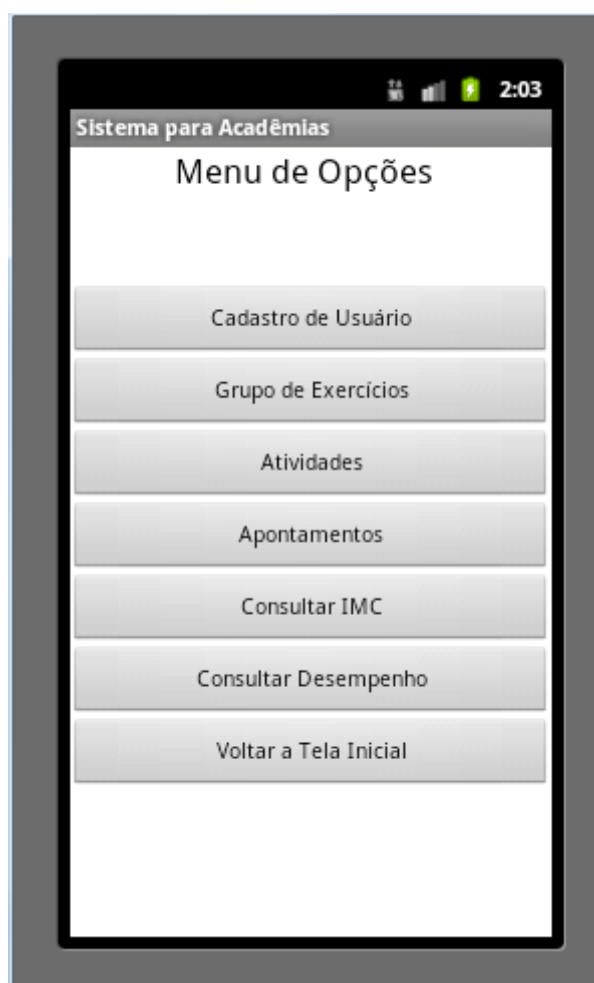 2:03
Sistema para Acadêmias
Menu de Opções
Cadastro de Usuário
Grupo de Exercícios
Atividades
Apontamentos
Consultar IMC
Consultar Desempenho
Voltar a Tela Inicial